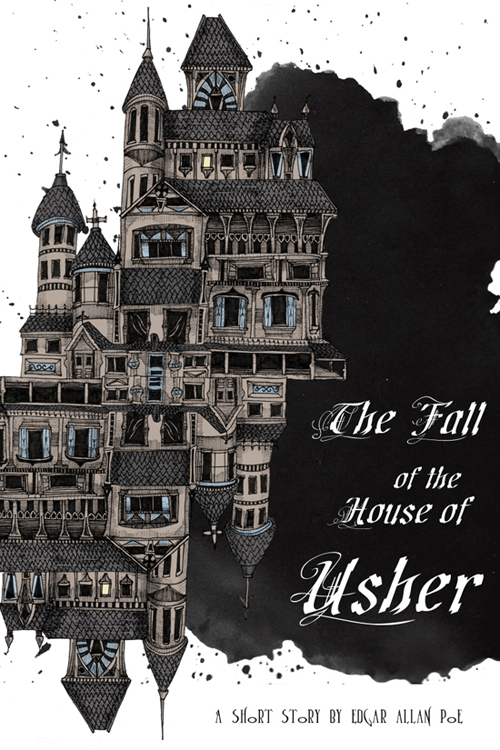 The Fall
of the
House of
Usher
A SHORT STORY BY EDGAR ALLAN POE